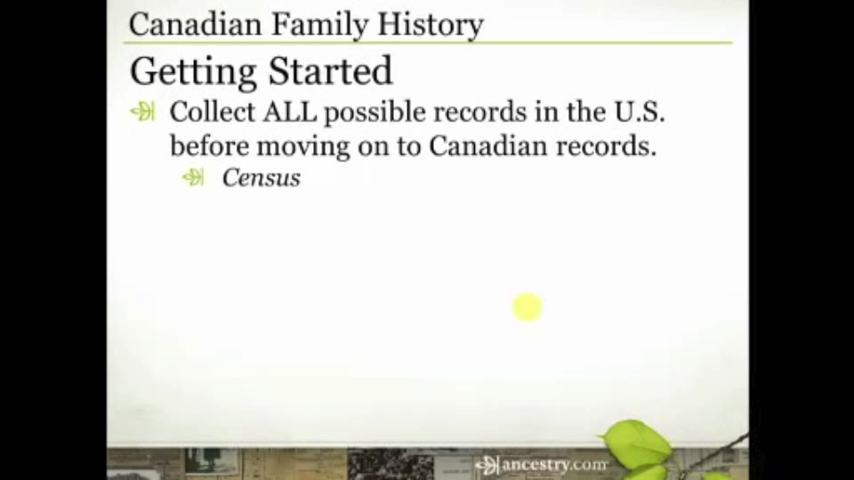 Canadian Family History
Getting Started
Collect ALL possible records in the U.S.
before moving on to Canadian records.
Census
ancestry.com